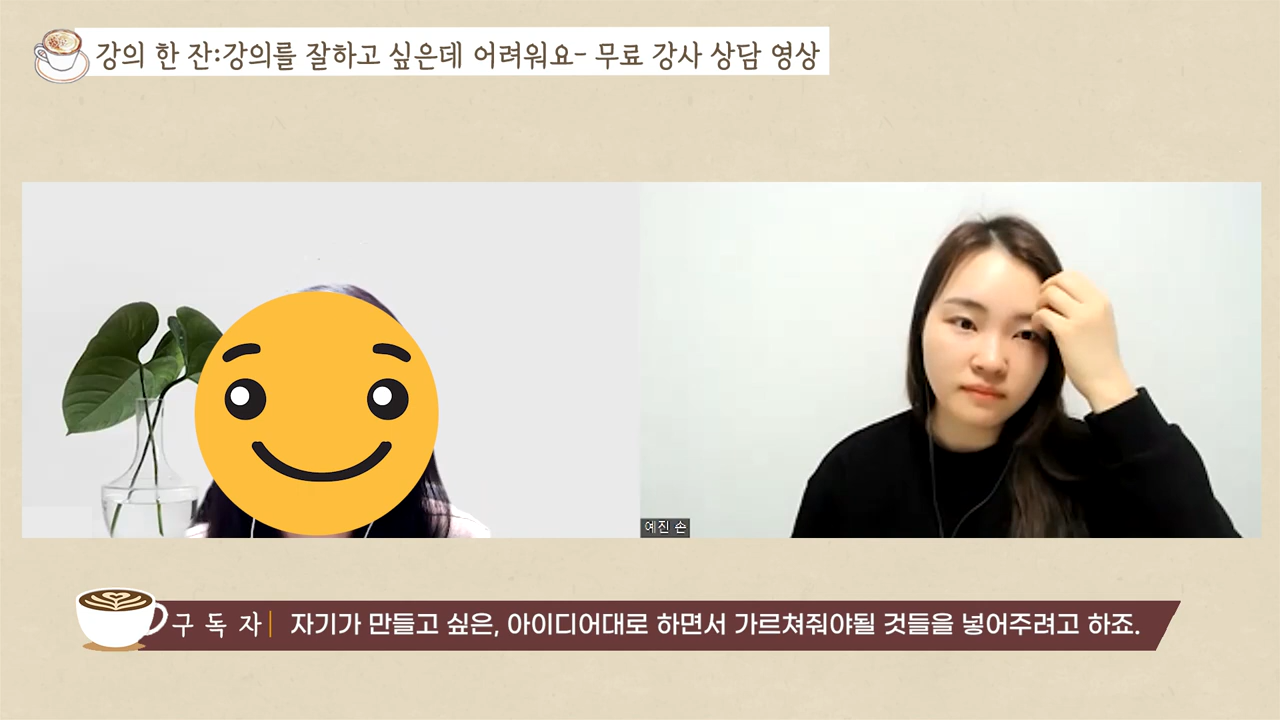 강의 한 잔:강의를 잘하고 싶은데 어려워요- 무료 강사 상담 영상
예진 손
구 독 자| 자기가 만들고 싶은, 아이디어대로 하면서 가르쳐줘야될 것들을 넣어주려고 하죠.